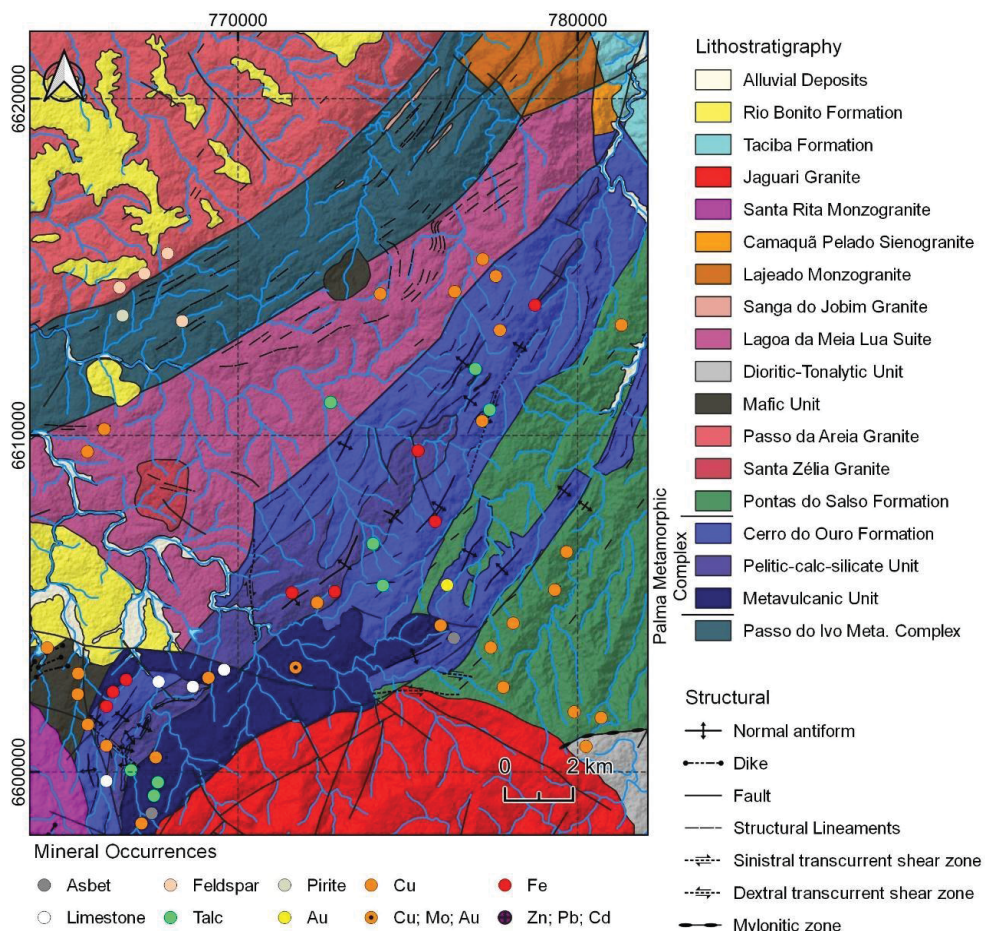 770000
780000
6620000
6610000
6600000
0 2 km
Lithostratigraphy
Alluvial Deposits
Rio Bonito Formation
Taciba Formation
Jaguari Granite
Santa Rita Monzogranite
Camaquã Pelado Sienogranite
Lajeado Monzogranite
Sanga do Jobim Granite
Lagoa da Meia Lua Suite
Dioritic-Tonalytic Unit
Mafic Unit
Passo da Areia Granite
Santa Zélia Granite
Pontas do Salso Formation
Palma Metamorphic
Complex
Cerro do Ouro Formation
Pelitic-calc-silicate Unit
Metavulcanic Unit
Passo do Ivo Meta. Complex
Structural
Normal antiform
Dike
Fault
Structural Lineaments
Sinistral transcurrent shear zone
Dextral transcurrent shear zone
Mylonitic zone
Mineral Occurrences
Asbet
Feldspar
Pirite
Cu
Fe
Limestone
Talc
Au
Cu; Mo; Au
Zn; Pb; Cd